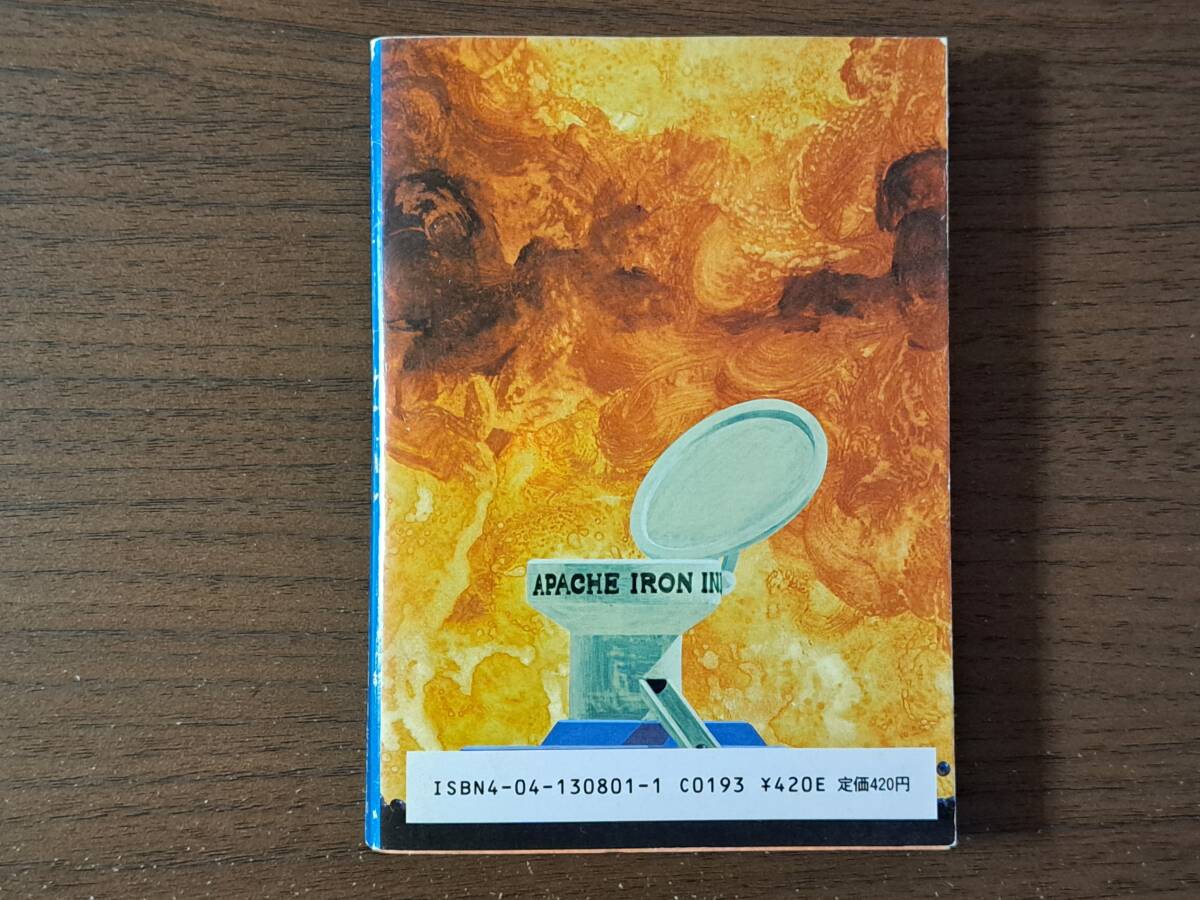 APACHE IRON IN
ISBN4-04-130801-1 C0193 ¥420E 定価420円